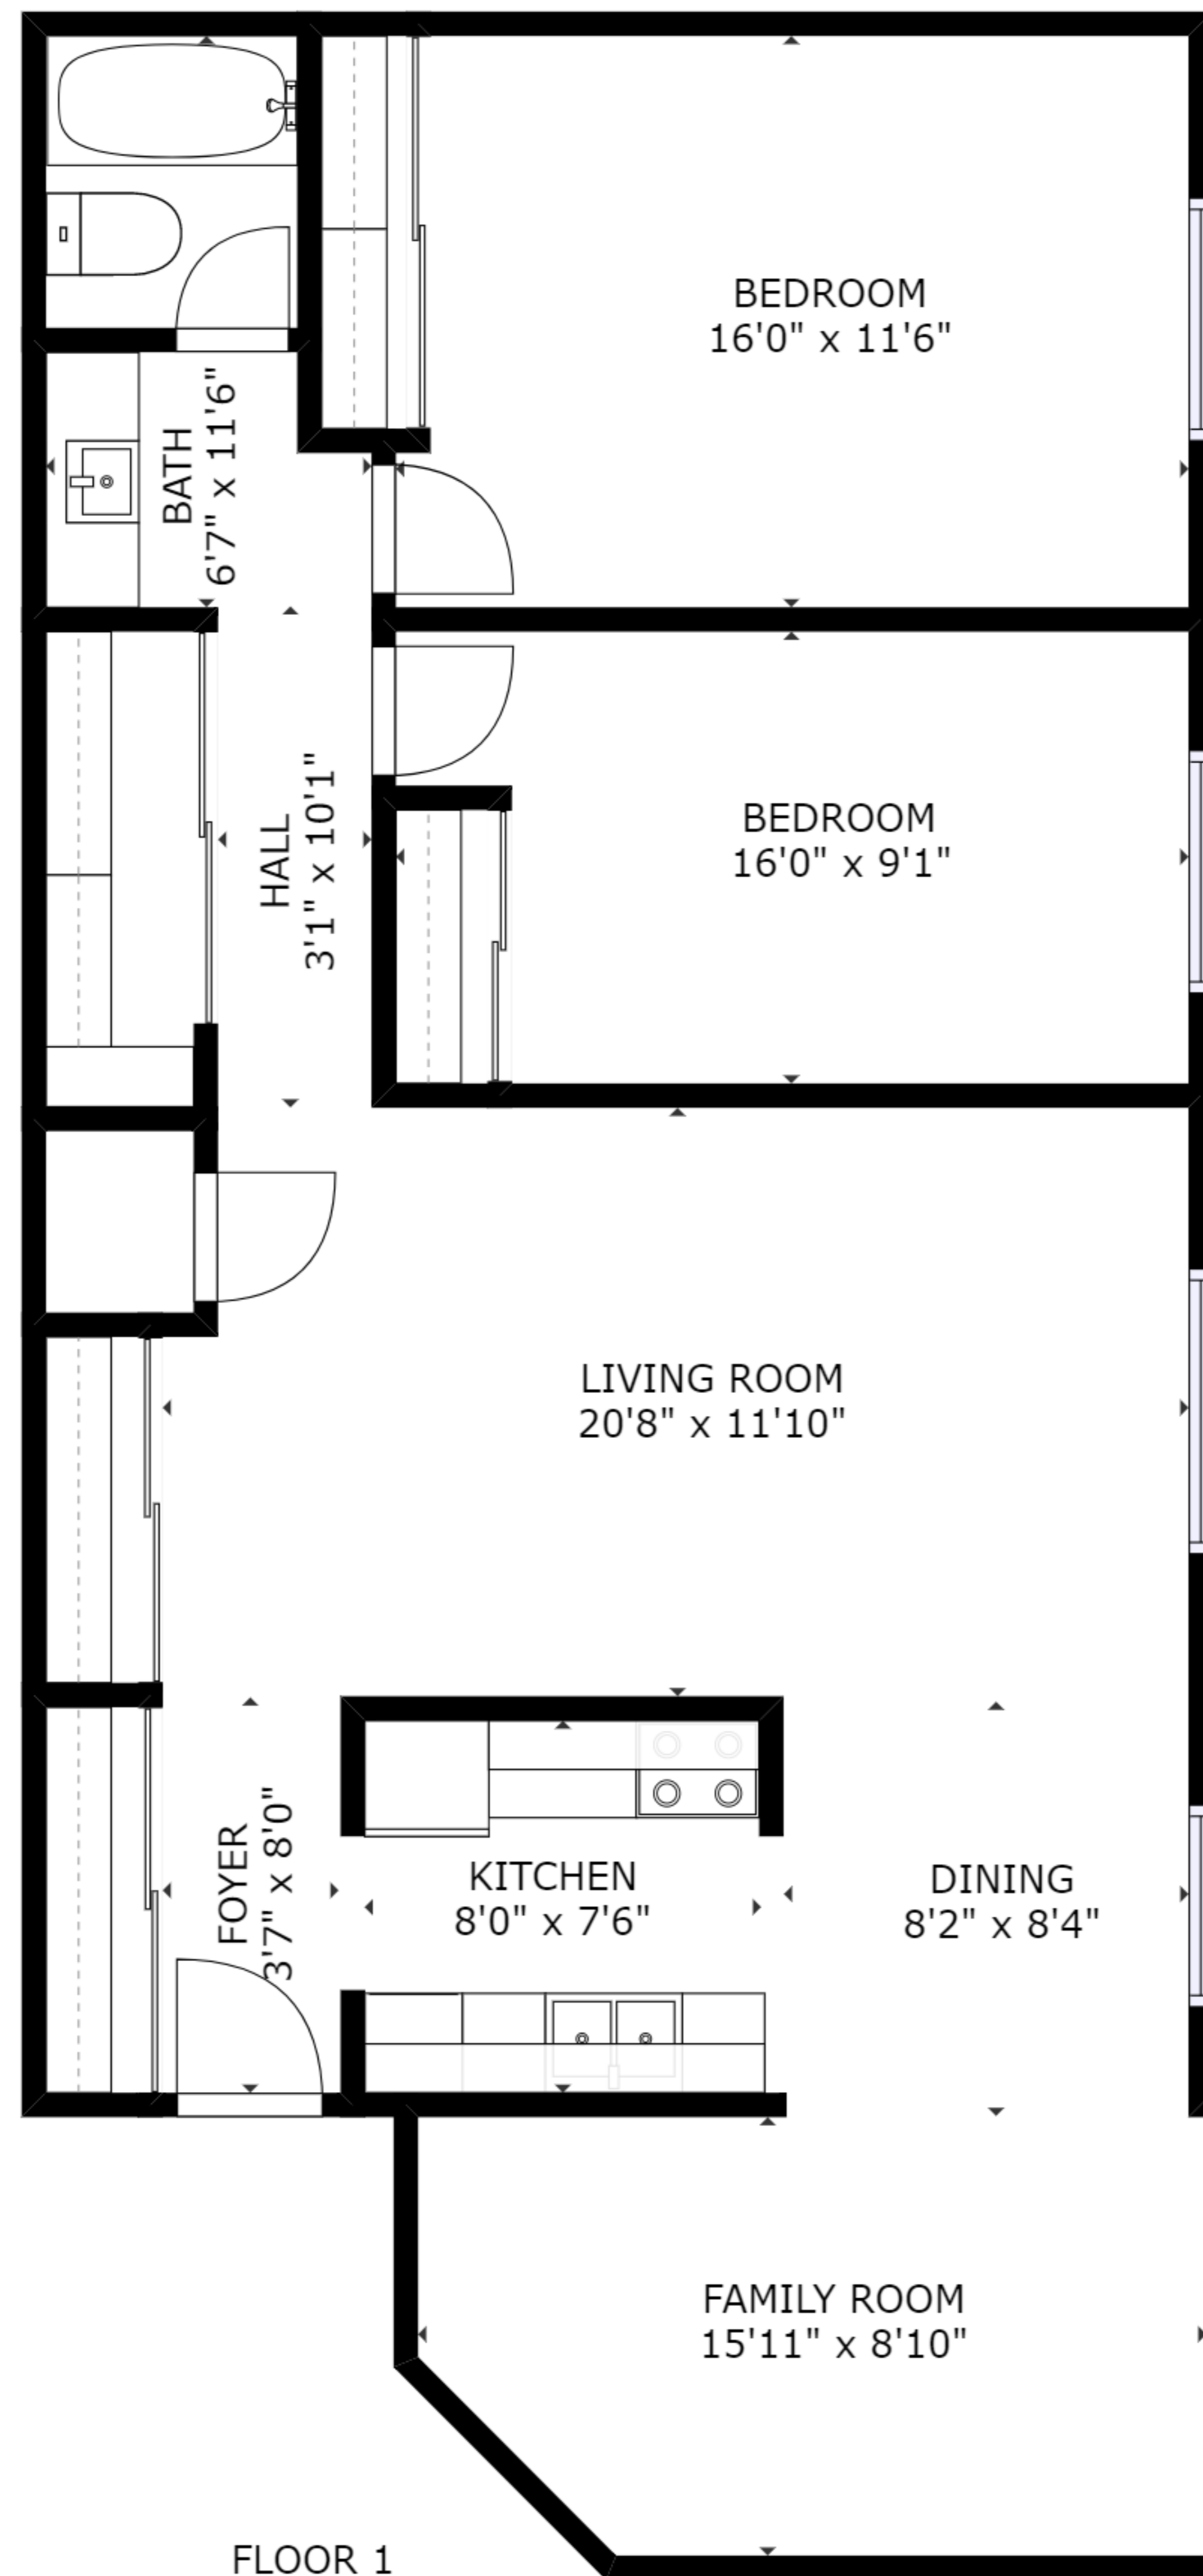 BEDROOM
16'0" x 11'6"
BATH
6'7" x 11'6"
HALL
3'1" x 10'1"
BEDROOM
16'0" x 9'1"
LIVING ROOM
20'8" x 11'10"
FOYER
3'7" x 8'0"
KITCHEN
8'0" x 7'6"
DINING
8'2" x 8'4"
FAMILY ROOM
15'11" x 8'10"
FLOOR 1